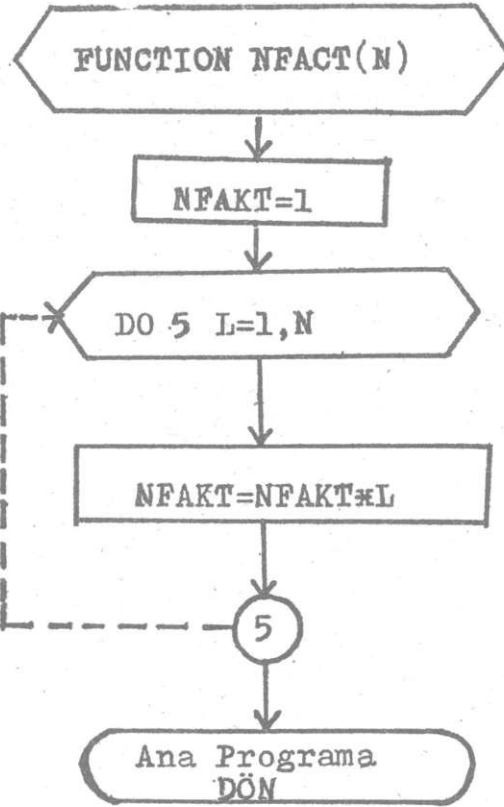 FUNCTION NFACT(N)
NFAKT=1
DO 5 L=1,N
NFAKT=NFAKT*L
5
Ana Programa
DÖN